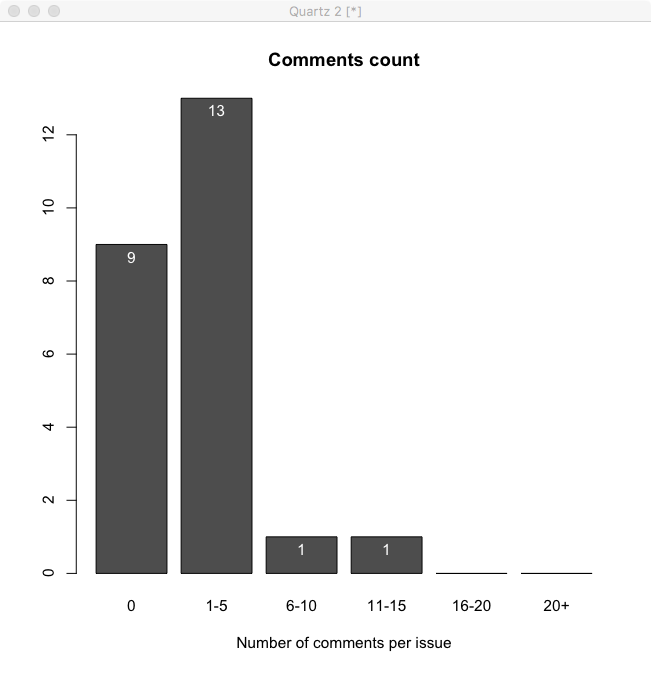 Quartz 2 [*]
Comments count
13
12
10
9
8
6
4
2
1 1
0
0 1-5 6-10 11-15 16-20 20+
Number of comments per issue